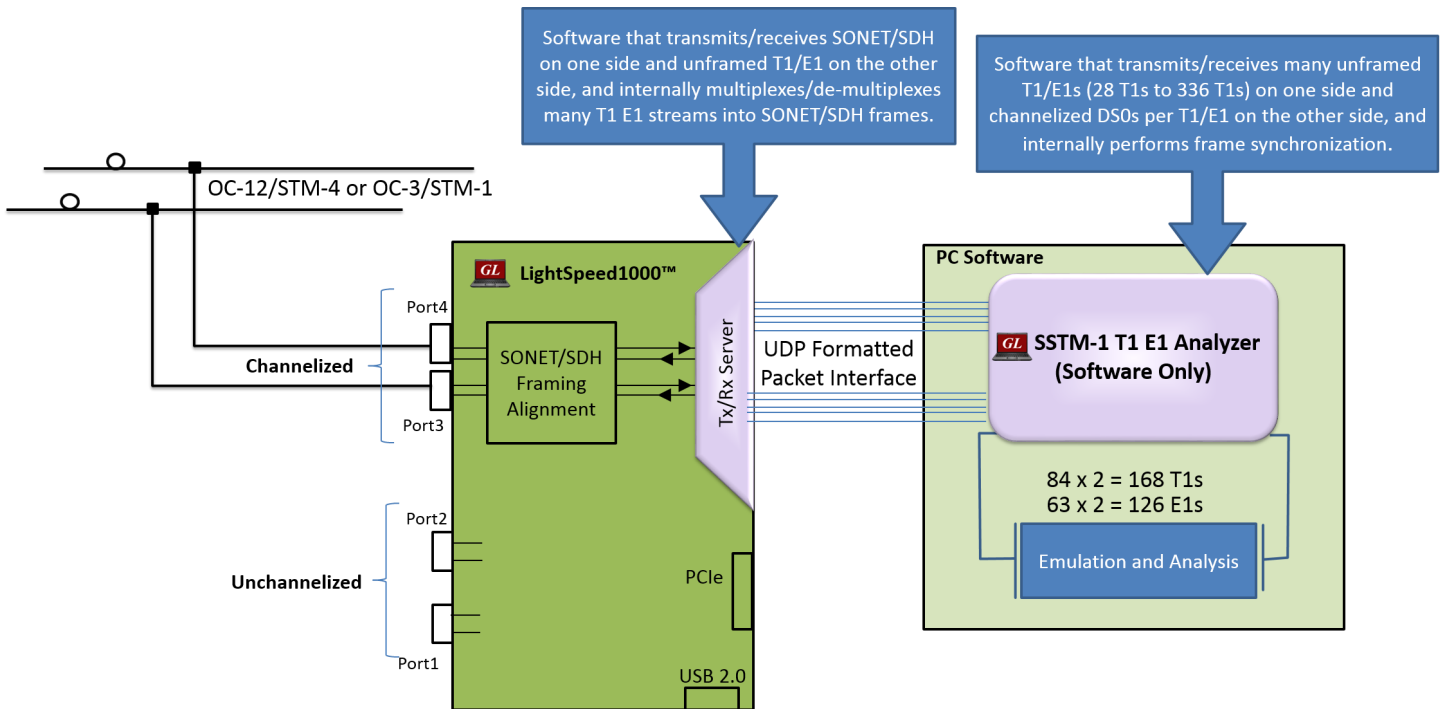 Software that transmits/receives SONET/SDH
on one side and unframed T1/E1 on the other
side, and internally multiplexes/de-multiplexes
many T1 E1 streams into SONET/SDH frames.
Software that transmits/receives many unframed
T1/E1s (28 T1s to 336 T1s) on one side and
channelized DS0s per T1/E1 on the other side, and
internally performs frame synchronization.
OC-12/STM-4 or OC-3/STM-1
GL LightSpeed1000™
Port4
Channelized
Port3
SONET/SDH
Framing
Alignment
Tx/Rx Server
UDP Formatted
Packet Interface
PC Software
GL SSTM-1 T1 E1 Analyzer
(Software Only)
84 x 2 = 168 T1s
63 x 2 = 126 E1s
Emulation and Analysis
Port2
Unchannelized
Port1
PCIe
USB 2.0